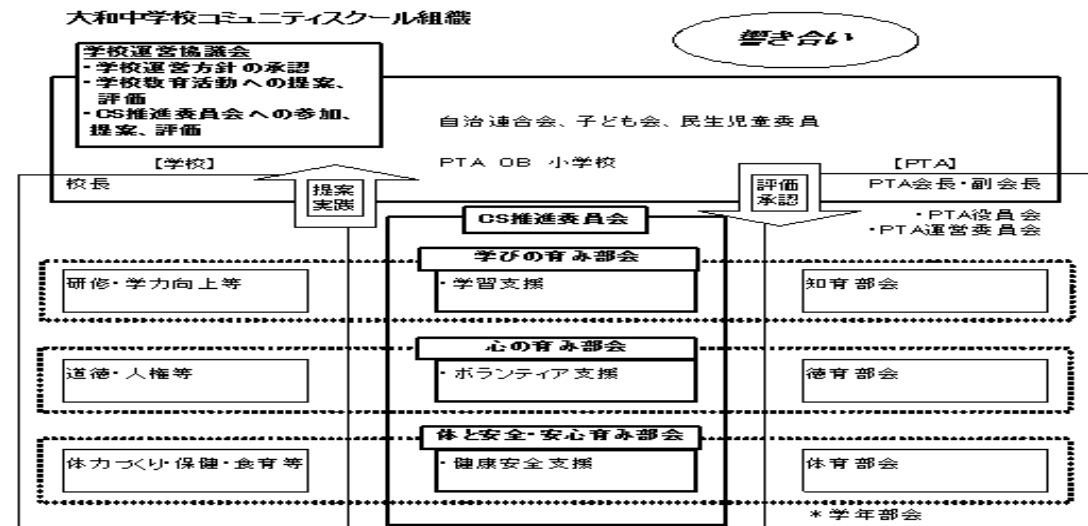 大和中学校コミュニティスクール組織
響き合い
学校運営協議会
・学校運営方針の承認
・学校教育活動への提案、
評価
・CS推進委員会への参加、
提案、評価
自治連合会、子ども会、民生児童委員
【学校】
PTA OB 小学校
【PTA】
校長
提案
実践
評価
承認
PTA会長・副会長
・PTA役員会
・PTA運営委員会
CS推進委員会
学びの育み部会
研修・学力向上等
・学習支援
知育部会
心の育み部会
道徳・人権等
・ボランティア支援
徳育部会
体と安全・安心育み部会
体力づくり・保健・食育等
・健康安全支援
体育部会
*学年部会